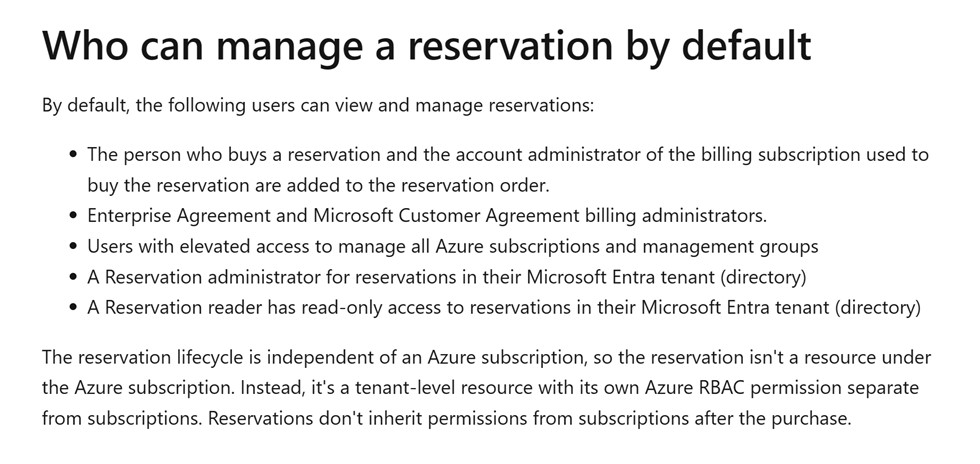 Who can manage a reservation by default
By default, the following users can view and manage reservations:
• The person who buys a reservation and the account administrator of the billing subscription used to
buy the reservation are added to the reservation order.
• Enterprise Agreement and Microsoft Customer Agreement billing administrators.
• Users with elevated access to manage all Azure subscriptions and management groups
• A Reservation administrator for reservations in their Microsoft Entra tenant (directory)
• A Reservation reader has read-only access to reservations in their Microsoft Entra tenant (directory)
The reservation lifecycle is independent of an Azure subscription, so the reservation isn't a resource under
the Azure subscription. Instead, it's a tenant-level resource with its own Azure RBAC permission separate
from subscriptions. Reservations don't inherit permissions from subscriptions after the purchase.